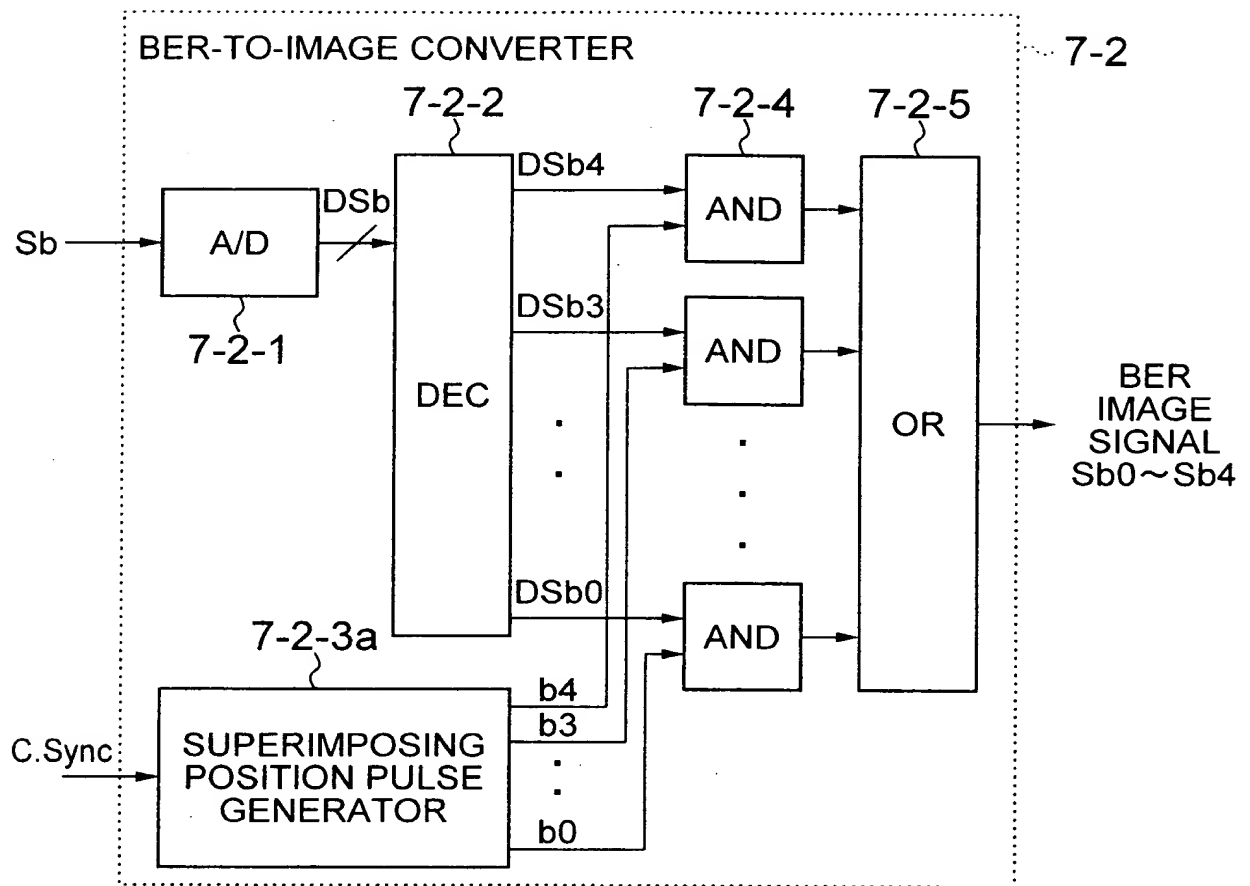 BER-TO-IMAGE CONVERTER
7-2
7-2-2
7-2-4
7-2-5
DSb4
DSb
AND
Sb
A/D
DSb3
7-2-1
AND
DEC
OR
BER
IMAGE
SIGNAL
Sb0~Sb4
DSb0
AND
7-2-3a
b4
b3
C.Sync
SUPERIMPOSING
POSITION PULSE
GENERATOR
b0